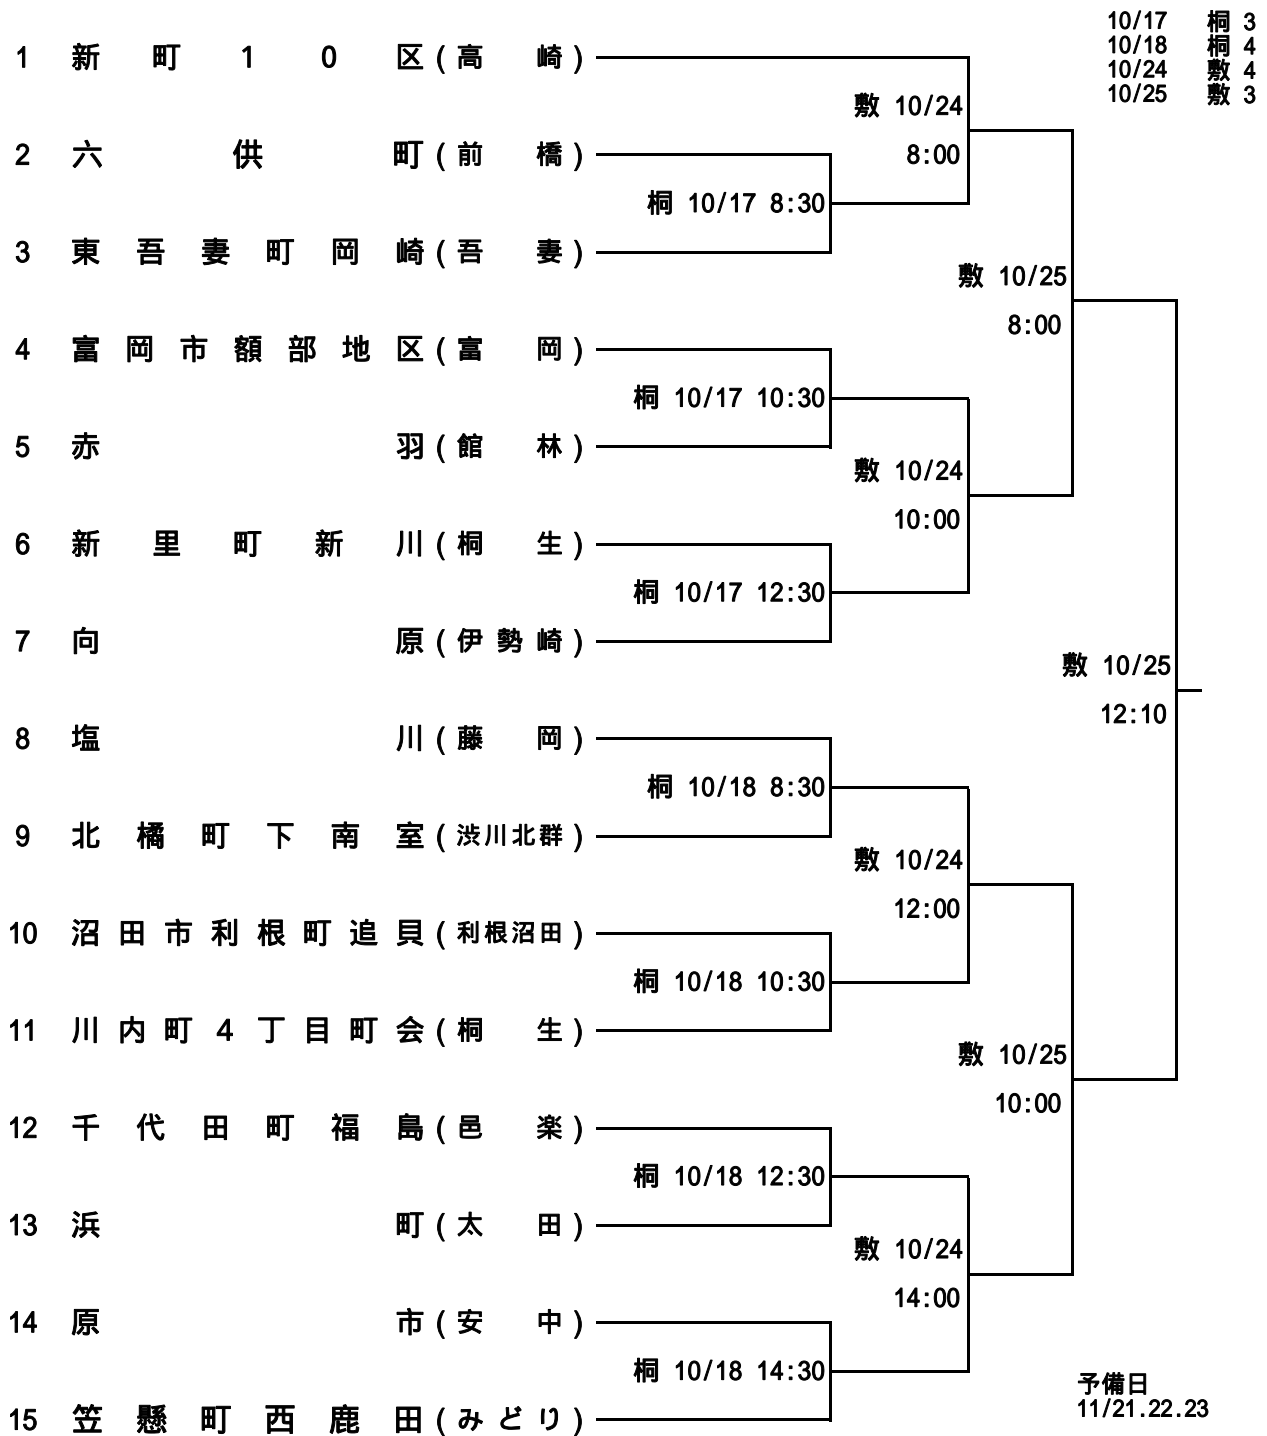 10/17 桐 3
10/18 桐 4
10/24 敷 4
10/25 敷 3
1 新町10区(高崎)
敷 10/24
8:00
2 六供町(前橋)
桐 10/17 8:30
3 東吾妻町岡崎(吾妻)
敷 10/25
8:00
4 富岡市額部地区(富岡)
桐 10/17 10:30
5 赤羽(館林)
敷 10/24
10:00
6 新里町新川(桐生)
桐 10/17 12:30
7 向原(伊勢崎)
敷 10/25
12:10
8 塩川(藤岡)
桐 10/18 8:30
9 北橘町下南室(渋川北群)
敷 10/24
12:00
10 沼田市利根町追貝(利根沼田)
桐 10/18 10:30
11 川内町4丁目町会(桐生)
敷 10/25
10:00
12 千代田町福島(邑楽)
桐 10/18 12:30
13 浜町(太田)
敷 10/24
14:00
14 原市(安中)
桐 10/18 14:30
15 笠懸町西鹿田(みどり)
予備日
11/21.22.23